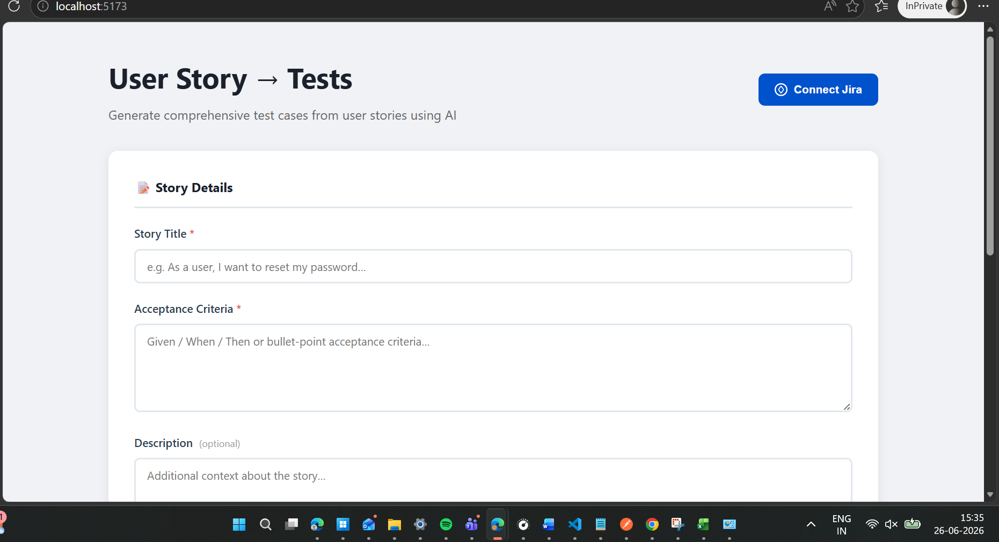 localhost:5173
InPrivate
User Story → Tests
Connect Jira
Generate comprehensive test cases from user stories using AI
Story Details
Story Title *
e.g. As a user, I want to reset my password...
Acceptance Criteria *
Given / When / Then or bullet-point acceptance criteria...
Description (optional)
Additional context about the story...
1
ENG
IN
15:35
26-06-2026